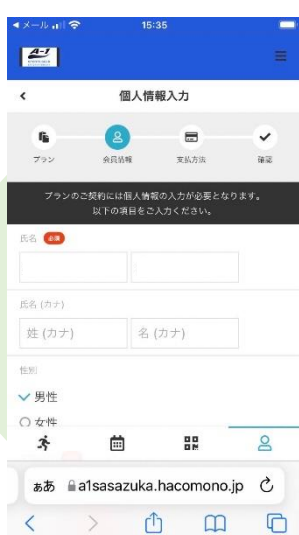 メール 15:35
A-1
個人情報入力
プラン 会員情報 支払方法 確認
プランのご契約には個人情報の入力が必要となります。
以下の項目をご入力ください。
氏名 必須
氏名 (カナ)
姓 (カナ) 名 (カナ)
性別
男性
女性
ああ a1sasazuka.hacomono.jp